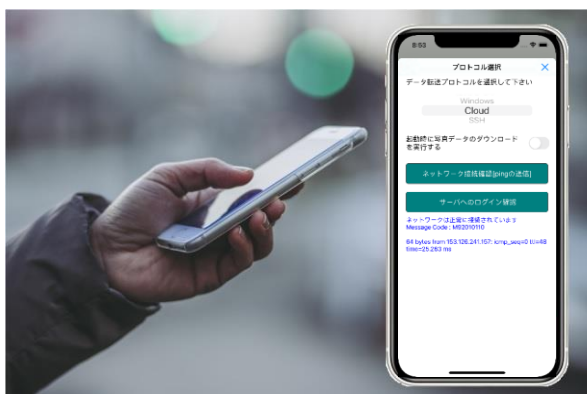 8:53
プロトコル選択
データ転送プロトコルを選択して下さい
Windows
Cloud
SSH
起動時に写真データのダウンロード
を実行する
ネットワーク接続確認[pingの送信]
サーバへのログイン確認
ネットワークは正常に接続されています
Message Code : M92010110
64 bytes from 153.126.241.157: icmp_seq=0 ttl=48
time=25.263 ms